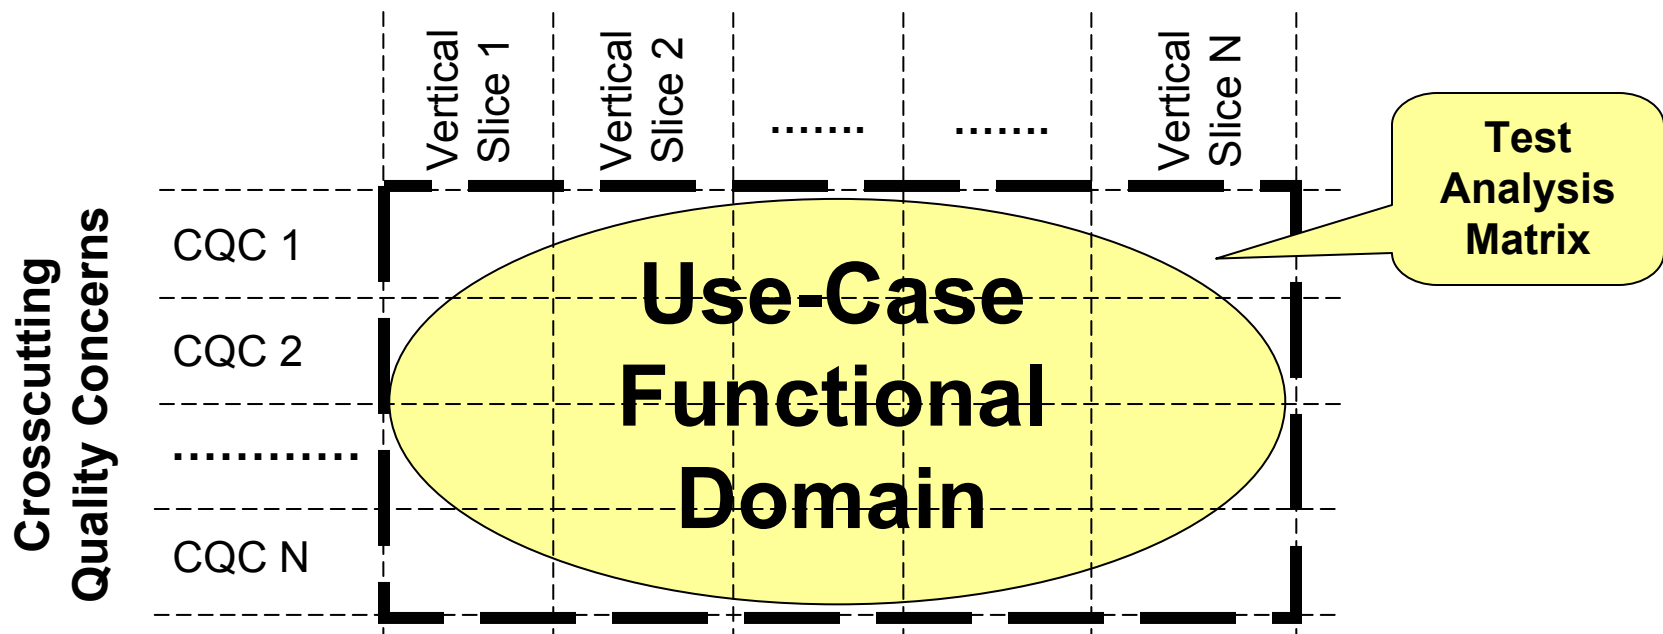 Vertical
Slice 1
Vertical
Slice 2
.......
.......
Vertical
Slice N
Test
Analysis
Matrix
Crosscutting
Quality Concerns
CQC 1
CQC 2
............
CQC N
Use-Case
Functional
Domain